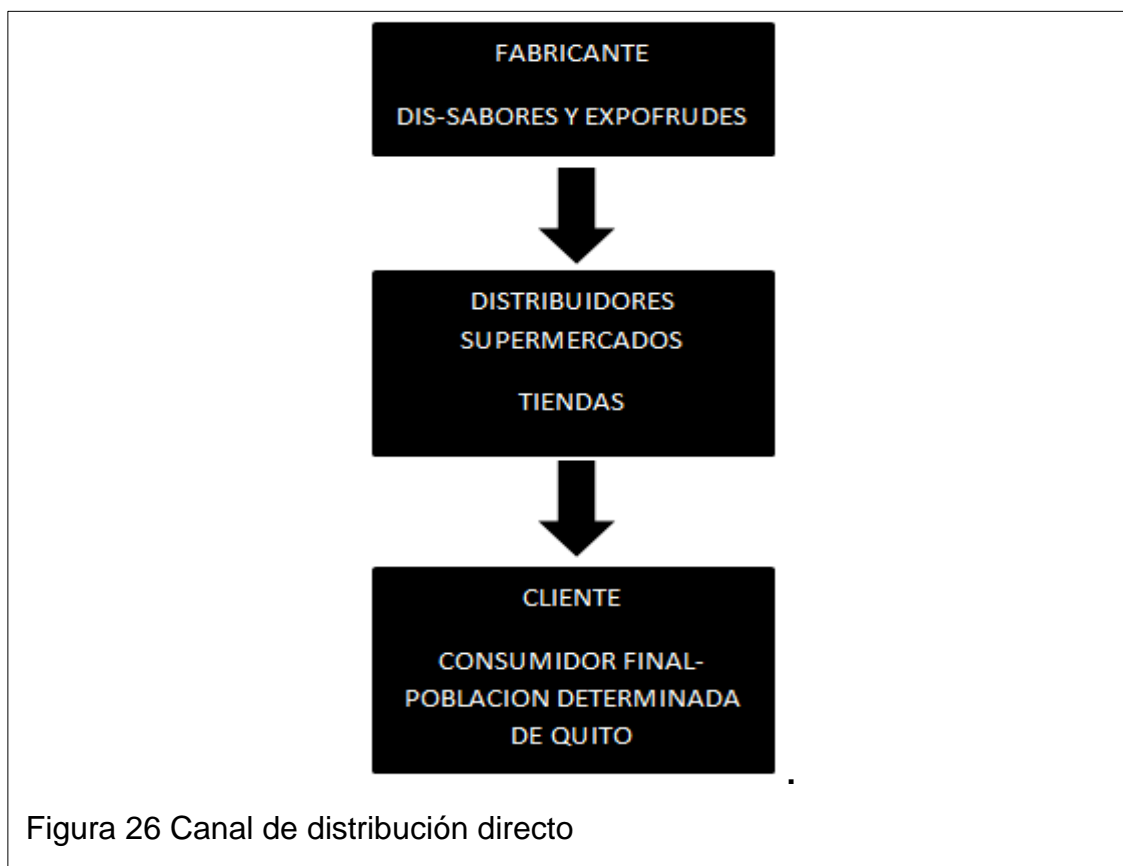 FABRICANTE
DIS-SABORES Y EXPOFRUDES
DISTRIBUIDORES
SUPERMERCADOS
TIENDAS
CLIENTE
CONSUMIDOR FINAL-
POBLACION DETERMINADA
DE QUITO
.
Figura 26 Canal de distribución directo